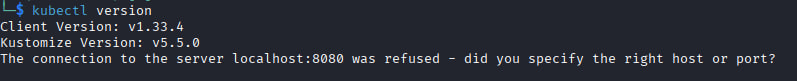 └─$ kubectl version
Client Version: v1.33.4
Kustomize Version: v5.5.0
The connection to the server localhost:8080 was refused - did you specify the right host or port?